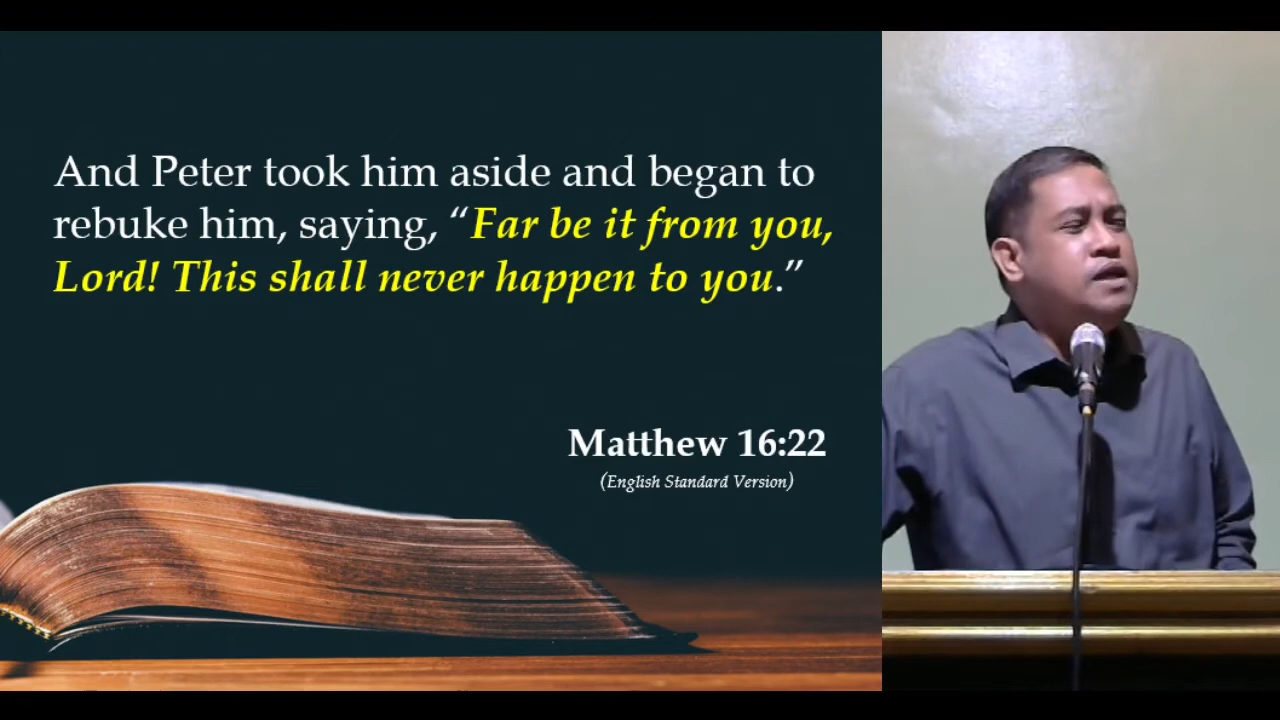 And Peter took him aside and began to
rebuke him, saying, “Far be it from you,
Lord! This shall never happen to you.”
Matthew 16:22
(English Standard Version)